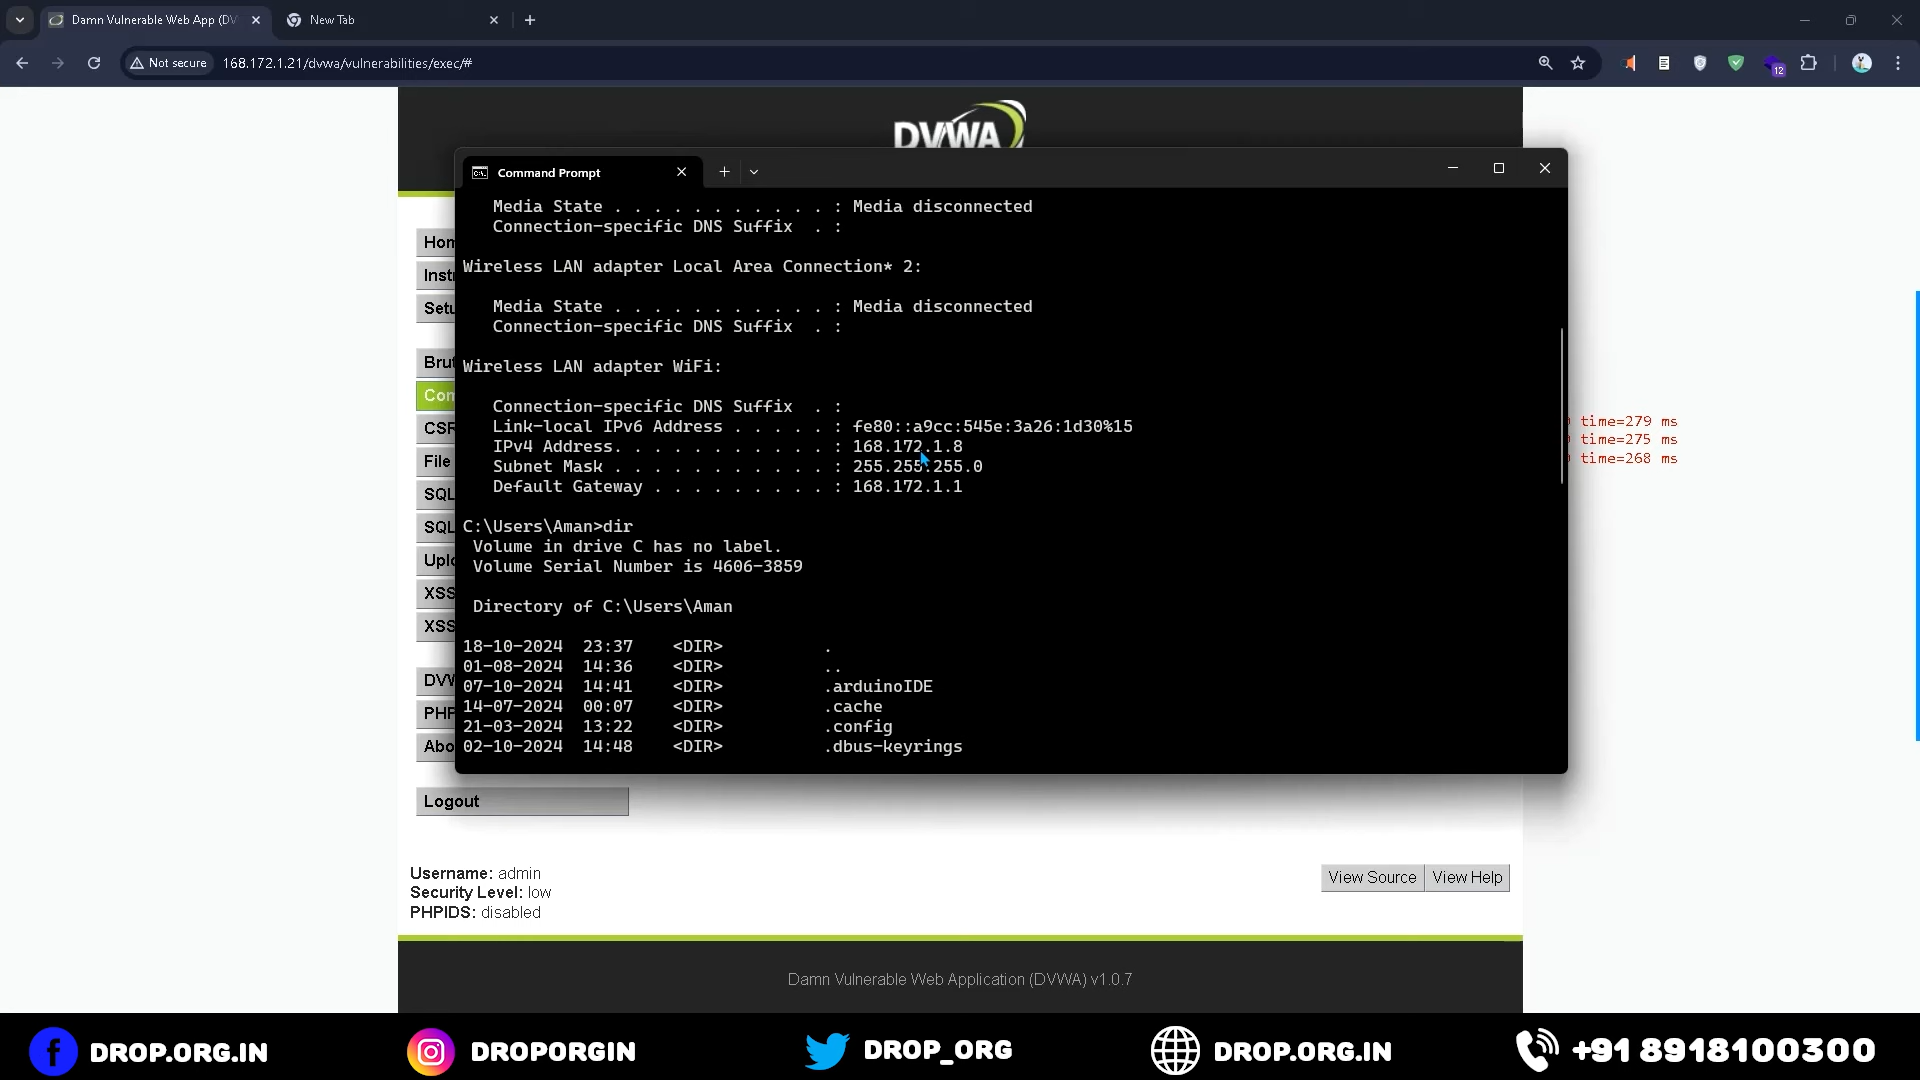 Damn Vulnerable Web App (DV
New Tab
Not secure
168.172.1.21/dvwa/vulnerabilities/exec/#
12
DVWA
Command Prompt
Media State . . . . . . . . . . . : Media disconnected
Connection-specific DNS Suffix  . :
Wireless LAN adapter Local Area Connection* 2:
Media State . . . . . . . . . . . : Media disconnected
Connection-specific DNS Suffix  . :
Wireless LAN adapter WiFi:
Connection-specific DNS Suffix  . :
Link-local IPv6 Address . . . . . : fe80::a9cc:545e:3a26:1d30%15
IPv4 Address. . . . . . . . . . . : 168.172.1.8
Subnet Mask . . . . . . . . . . . : 255.255.255.0
Default Gateway . . . . . . . . . : 168.172.1.1
C:\Users\Aman>dir
Volume in drive C has no label.
Volume Serial Number is 4606-3859
Directory of C:\Users\Aman
18-10-2024  23:37    <DIR>          .
01-08-2024  14:36    <DIR>          ..
07-10-2024  14:41    <DIR>          .arduinoIDE
14-07-2024  00:07    <DIR>          .cache
21-03-2024  13:22    <DIR>          .config
02-10-2024  14:48    <DIR>          .dbus-keyrings
Hom
Instr
Setu
Brut
Com
CSR
File
SQL
SQL
Uplo
XSS
XSS
DVW
PHP
Abo
Logout
time=279 ms
time=275 ms
time=268 ms
Username: admin
Security Level: low
PHPIDS: disabled
View Source
View Help
Damn Vulnerable Web Application (DVWA) v1.0.7
DROP.ORG.IN
DROPORGIN
DROP_ORG
DROP.ORG.IN
+91 8918100300